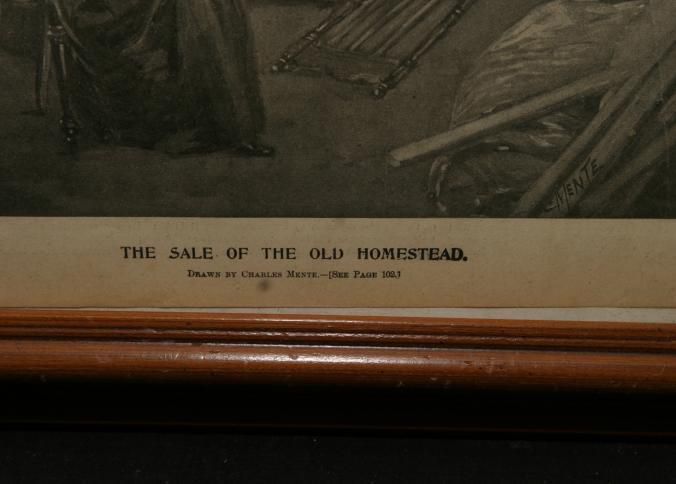 MENTE
THE SALE OF THE OLD HOMESTEAD.
DRAWN BY CHARLES MENTE.—[SEE PAGE 102.]